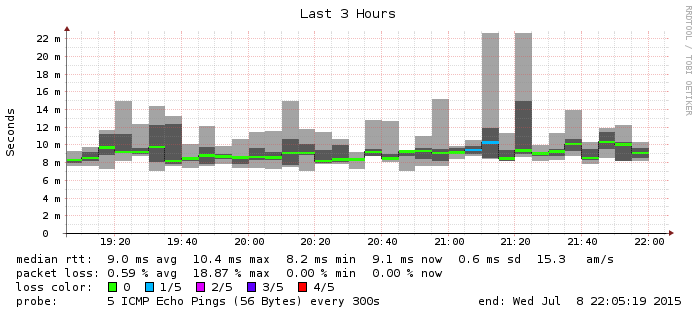 Last 3 Hours
RRDTOOL / TOBI OETIKER
Seconds
22 m
20 m
18 m
16 m
14 m
12 m
10 m
8 m
6 m
4 m
2 m
0
19:20 19:40 20:00 20:20 20:40 21:00 21:20 21:40 22:00
median rtt: 9.0 ms avg 10.4 ms max 8.2 ms min 9.1 ms now 0.6 ms sd 15.3 am/s
packet loss: 0.59 % avg 18.87 % max 0.00 % min 0.00 % now
loss color: 0 1/5 2/5 3/5 4/5
probe: 5 ICMP Echo Pings (56 Bytes) every 300s end: Wed Jul 8 22:05:19 2015